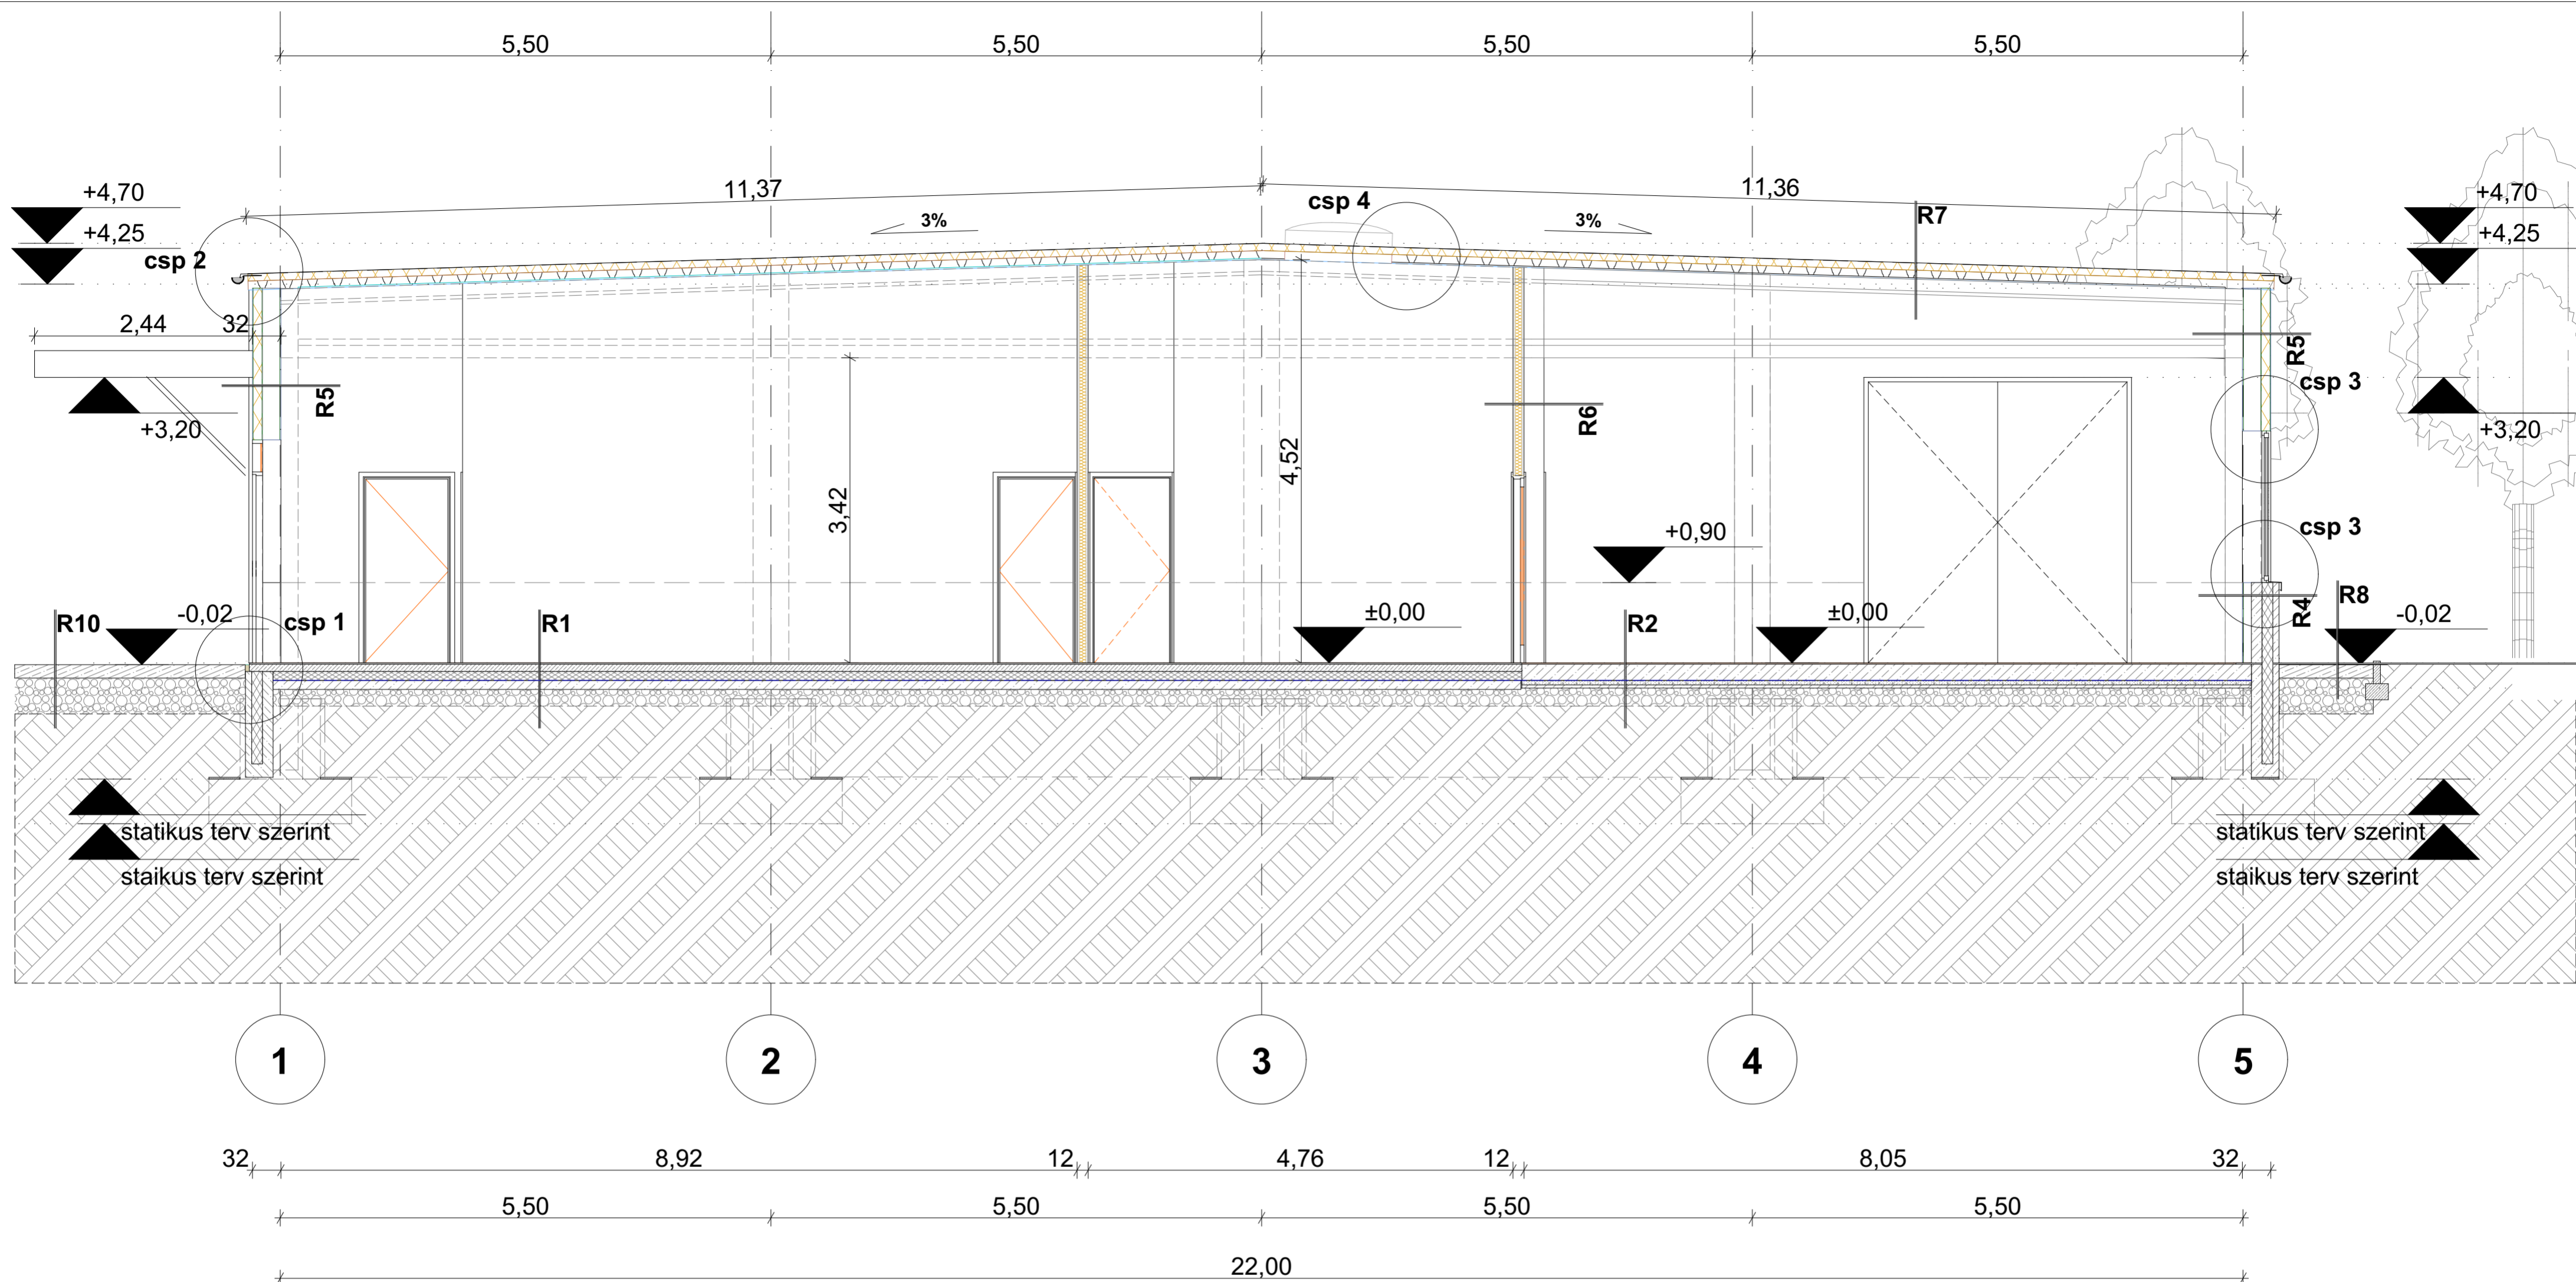 5,50 5,50 5,50 5,50
11,37 11,36
+4,70 +4,70
csp 4
3% 3% R7
+4,25 +4,25
csp 2
2,44 32
R5
csp 3
R5
R6
+3,20 +3,20
4,52
3,42
+0,90
csp 3
R8
-0,02 ±0,00 ±0,00 R4 -0,02
R10 csp 1 R1 R2
statikus terv szerint statikus terv szerint
staikus terv szerint staikus terv szerint
1 2 3 4 5
32 8,92 12 4,76 12 8,05 32
5,50 5,50 5,50 5,50
22,00